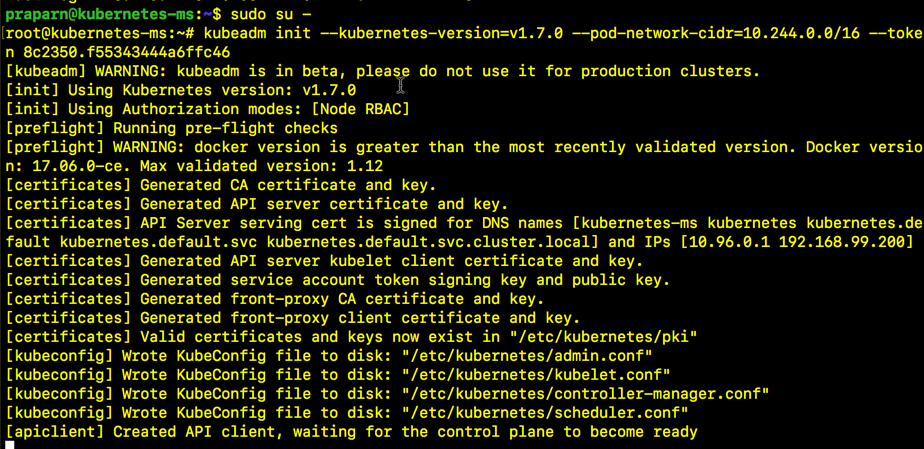 praparn@kubernetes-ms:~$ sudo su -
[root@kubernetes-ms:~# kubeadm init --kubernetes-version=v1.7.0 --pod-network-cidr=10.244.0.0/16 --toke
n 8c2350.f55343444a6ffc46
[kubeadm] WARNING: kubeadm is in beta, please do not use it for production clusters.
[init] Using Kubernetes version: v1.7.0
[init] Using Authorization modes: [Node RBAC]
[preflight] Running pre-flight checks
[preflight] WARNING: docker version is greater than the most recently validated version. Docker versio
n: 17.06.0-ce. Max validated version: 1.12
[certificates] Generated CA certificate and key.
[certificates] Generated API server certificate and key.
[certificates] API Server serving cert is signed for DNS names [kubernetes-ms kubernetes kubernetes.de
fault kubernetes.default.svc kubernetes.default.svc.cluster.local] and IPs [10.96.0.1 192.168.99.200]
[certificates] Generated API server kubelet client certificate and key.
[certificates] Generated service account token signing key and public key.
[certificates] Generated front-proxy CA certificate and key.
[certificates] Generated front-proxy client certificate and key.
[certificates] Valid certificates and keys now exist in "/etc/kubernetes/pki"
[kubeconfig] Wrote KubeConfig file to disk: "/etc/kubernetes/admin.conf"
[kubeconfig] Wrote KubeConfig file to disk: "/etc/kubernetes/kubelet.conf"
[kubeconfig] Wrote KubeConfig file to disk: "/etc/kubernetes/controller-manager.conf"
[kubeconfig] Wrote KubeConfig file to disk: "/etc/kubernetes/scheduler.conf"
[apiclient] Created API client, waiting for the control plane to become ready